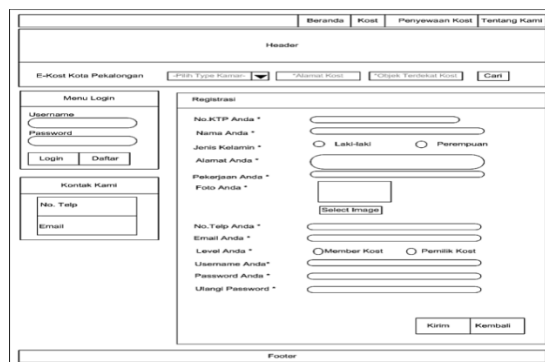 Beranda Kost Penyewaan Kost Tentang Kami
Header
E-Kost Kota Pekalongan -Pilih Type Kamar- *Alamat Kost *Objek Terdekat Kost Cari
Menu Login
Username
Password
Login Daftar
Kontak Kami
No. Telp
Email
Registrasi
No.KTP Anda *
Nama Anda *
Jenis Kelamin * Laki-laki Perempuan
Alamat Anda *
Pekerjaan Anda *
Foto Anda *
Select Image
No.Telp Anda *
Email Anda *
Level Anda * Member Kost Pemilik Kost
Username Anda*
Password Anda*
Ulangi Password *
Kirim Kembali
Footer